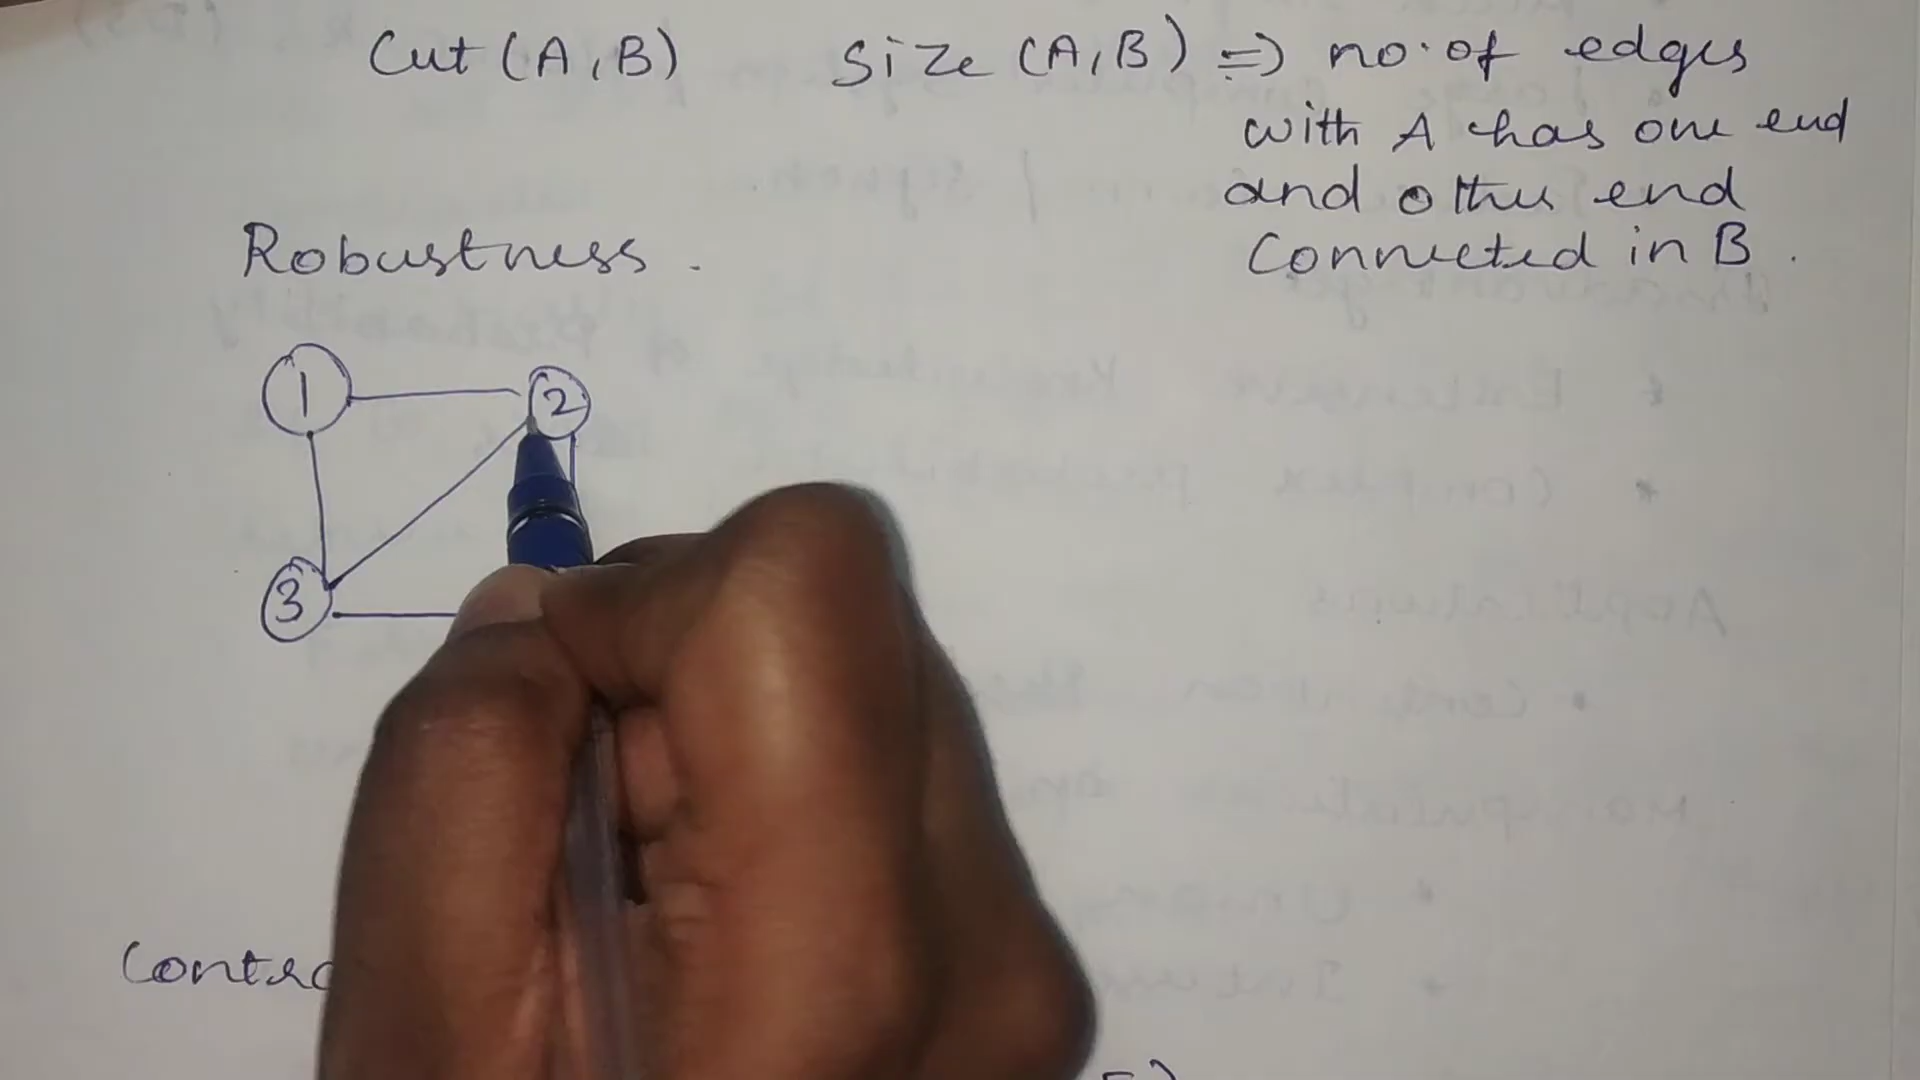 Cut (A,B) Size (A,B) => no. of edges
with A has one end
and other end
Connected in B.
Robustness.
1
2
3